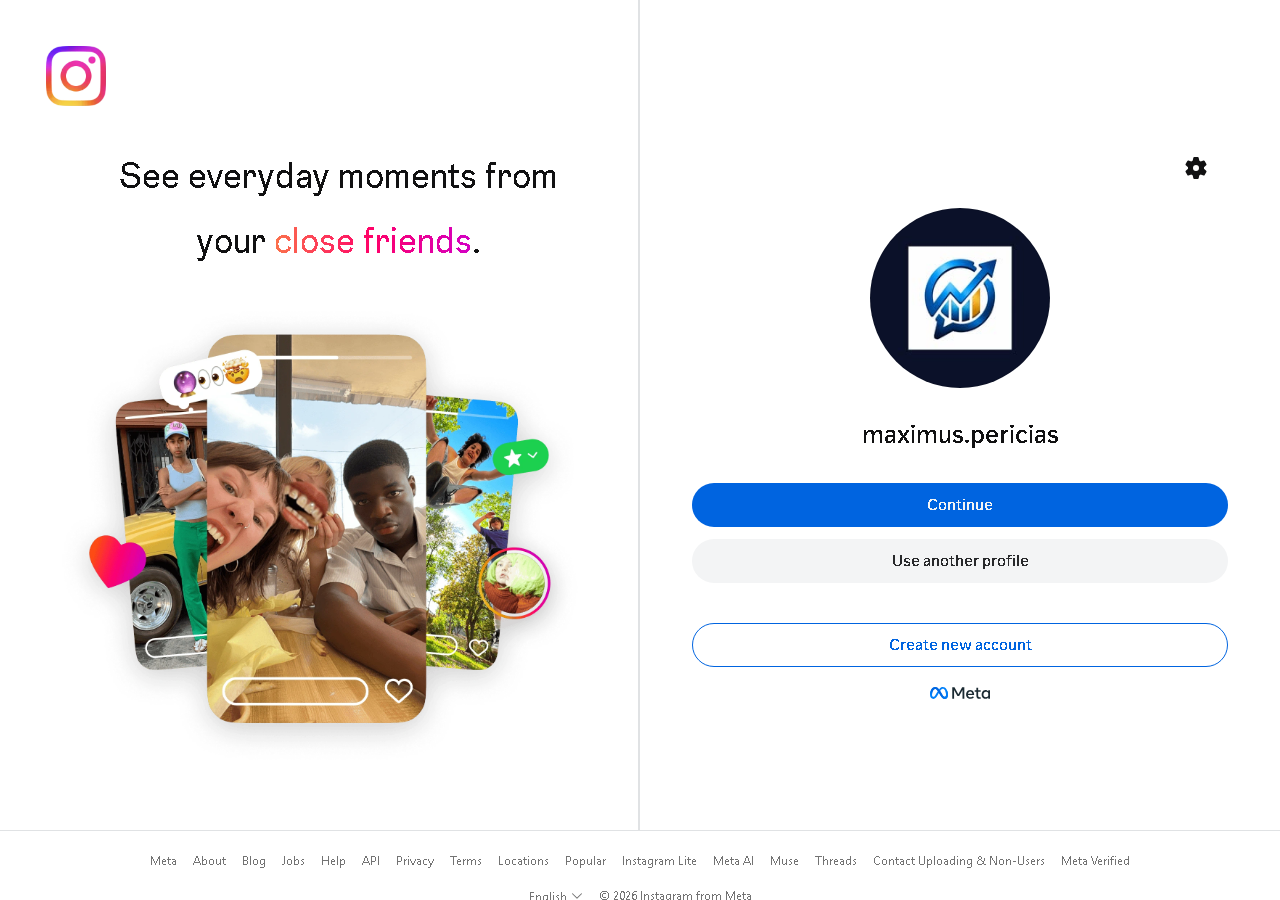 See everyday moments from
your close friends.
maximus.pericias
Continue
Use another profile
Create new account
Meta
Meta About Blog Jobs Help API Privacy Terms Locations Popular Instagram Lite Meta AI Muse Threads Contact Uploading & Non-Users Meta Verified
English © 2026 Instagram from Meta